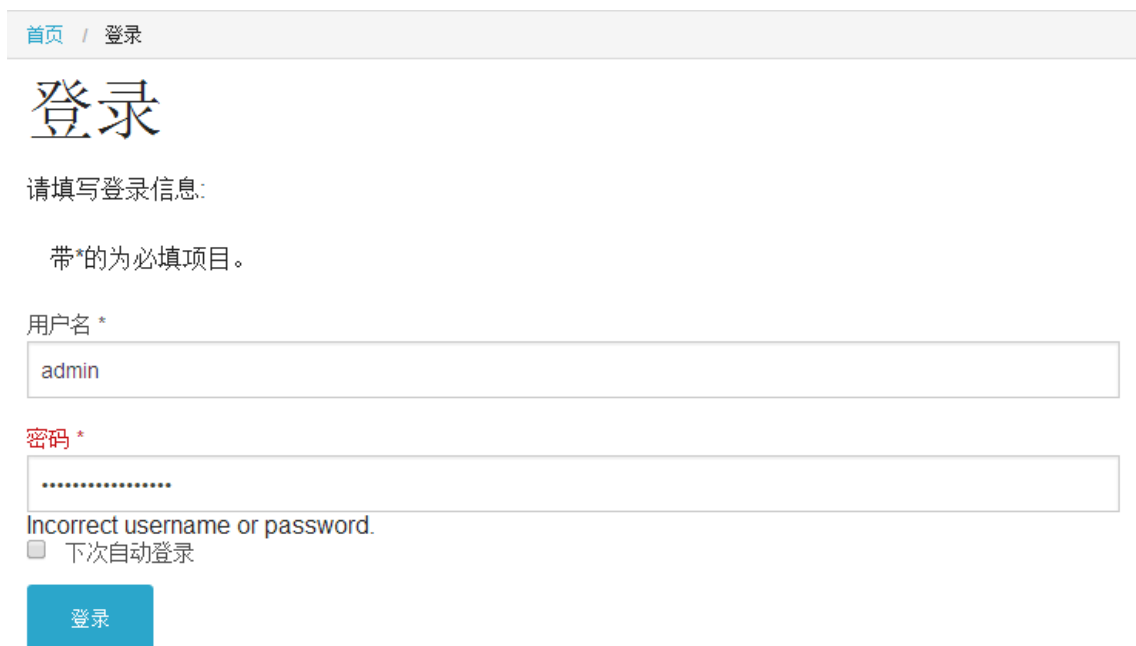 首页 / 登录
登录
请填写登录信息:
带*的为必填项目。
用户名 *
admin
密码 *
•••••••••••••••••
Incorrect username or password.
下次自动登录
登录